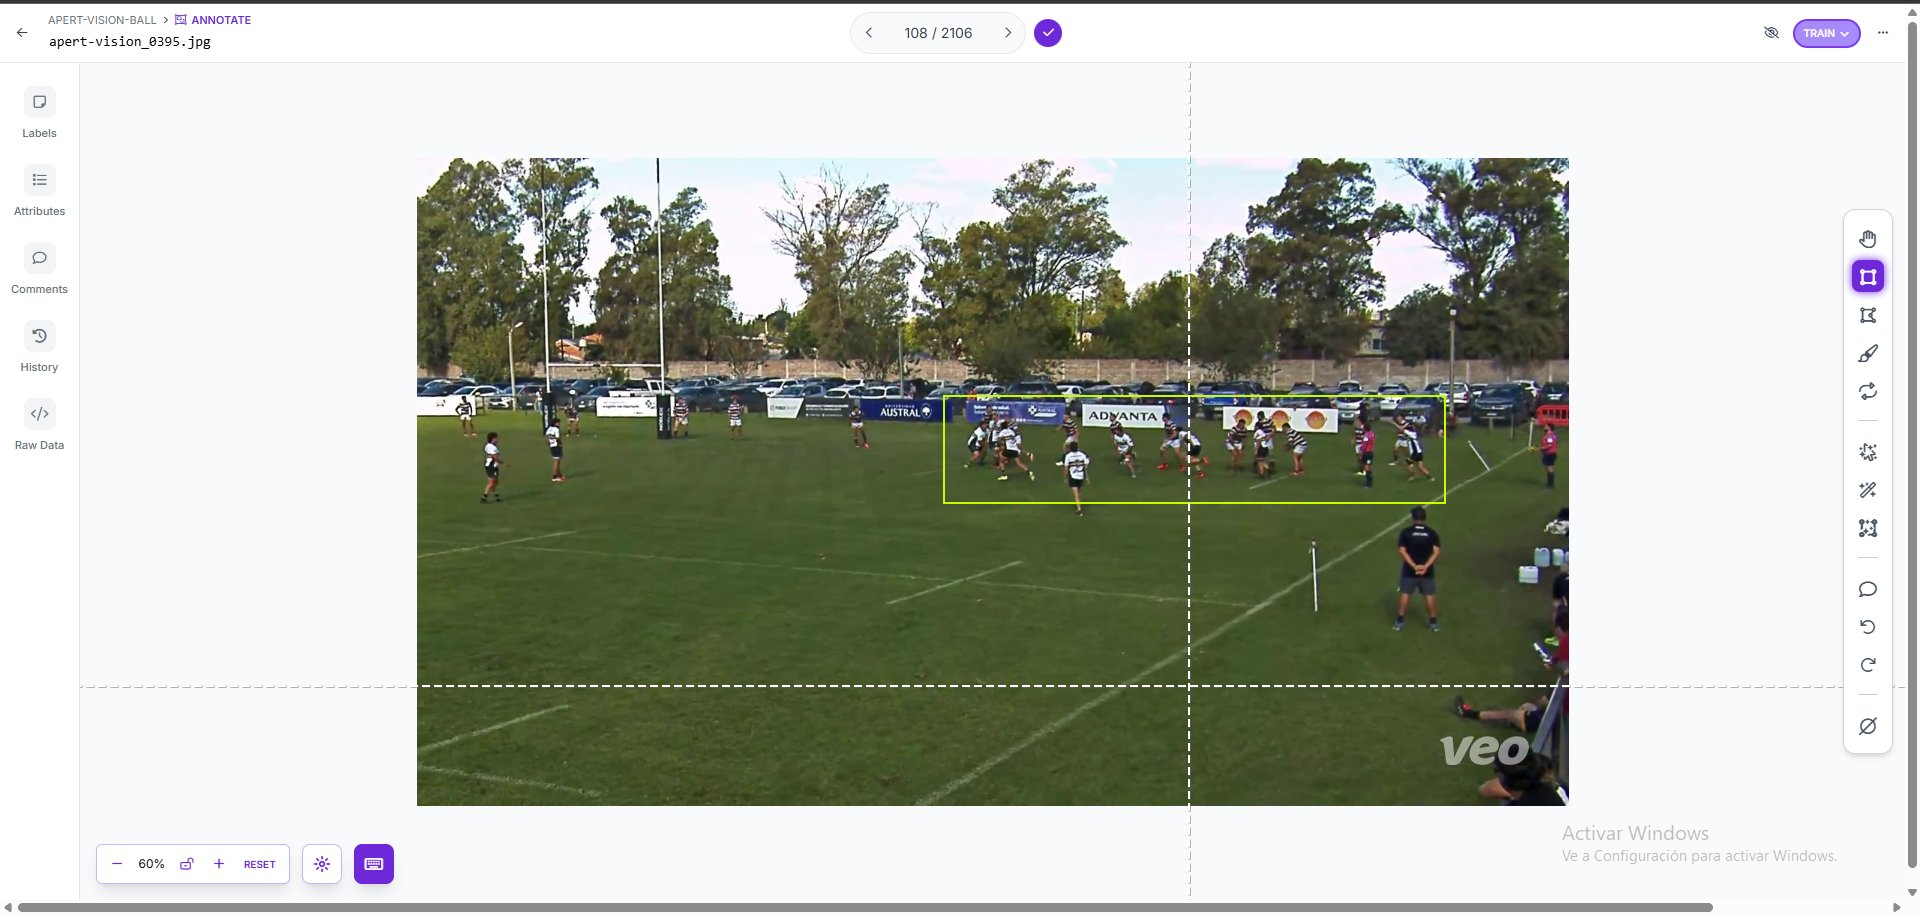 APERT-VISION-BALL > ANNOTATE
apert-vision_0395.jpg
108 / 2106
TRAIN
Labels
Attributes
Comments
History
Raw Data
AUSTRAL
ADVANTA
veo
60%
RESET
Activar Windows
Ve a Configuración para activar Windows.